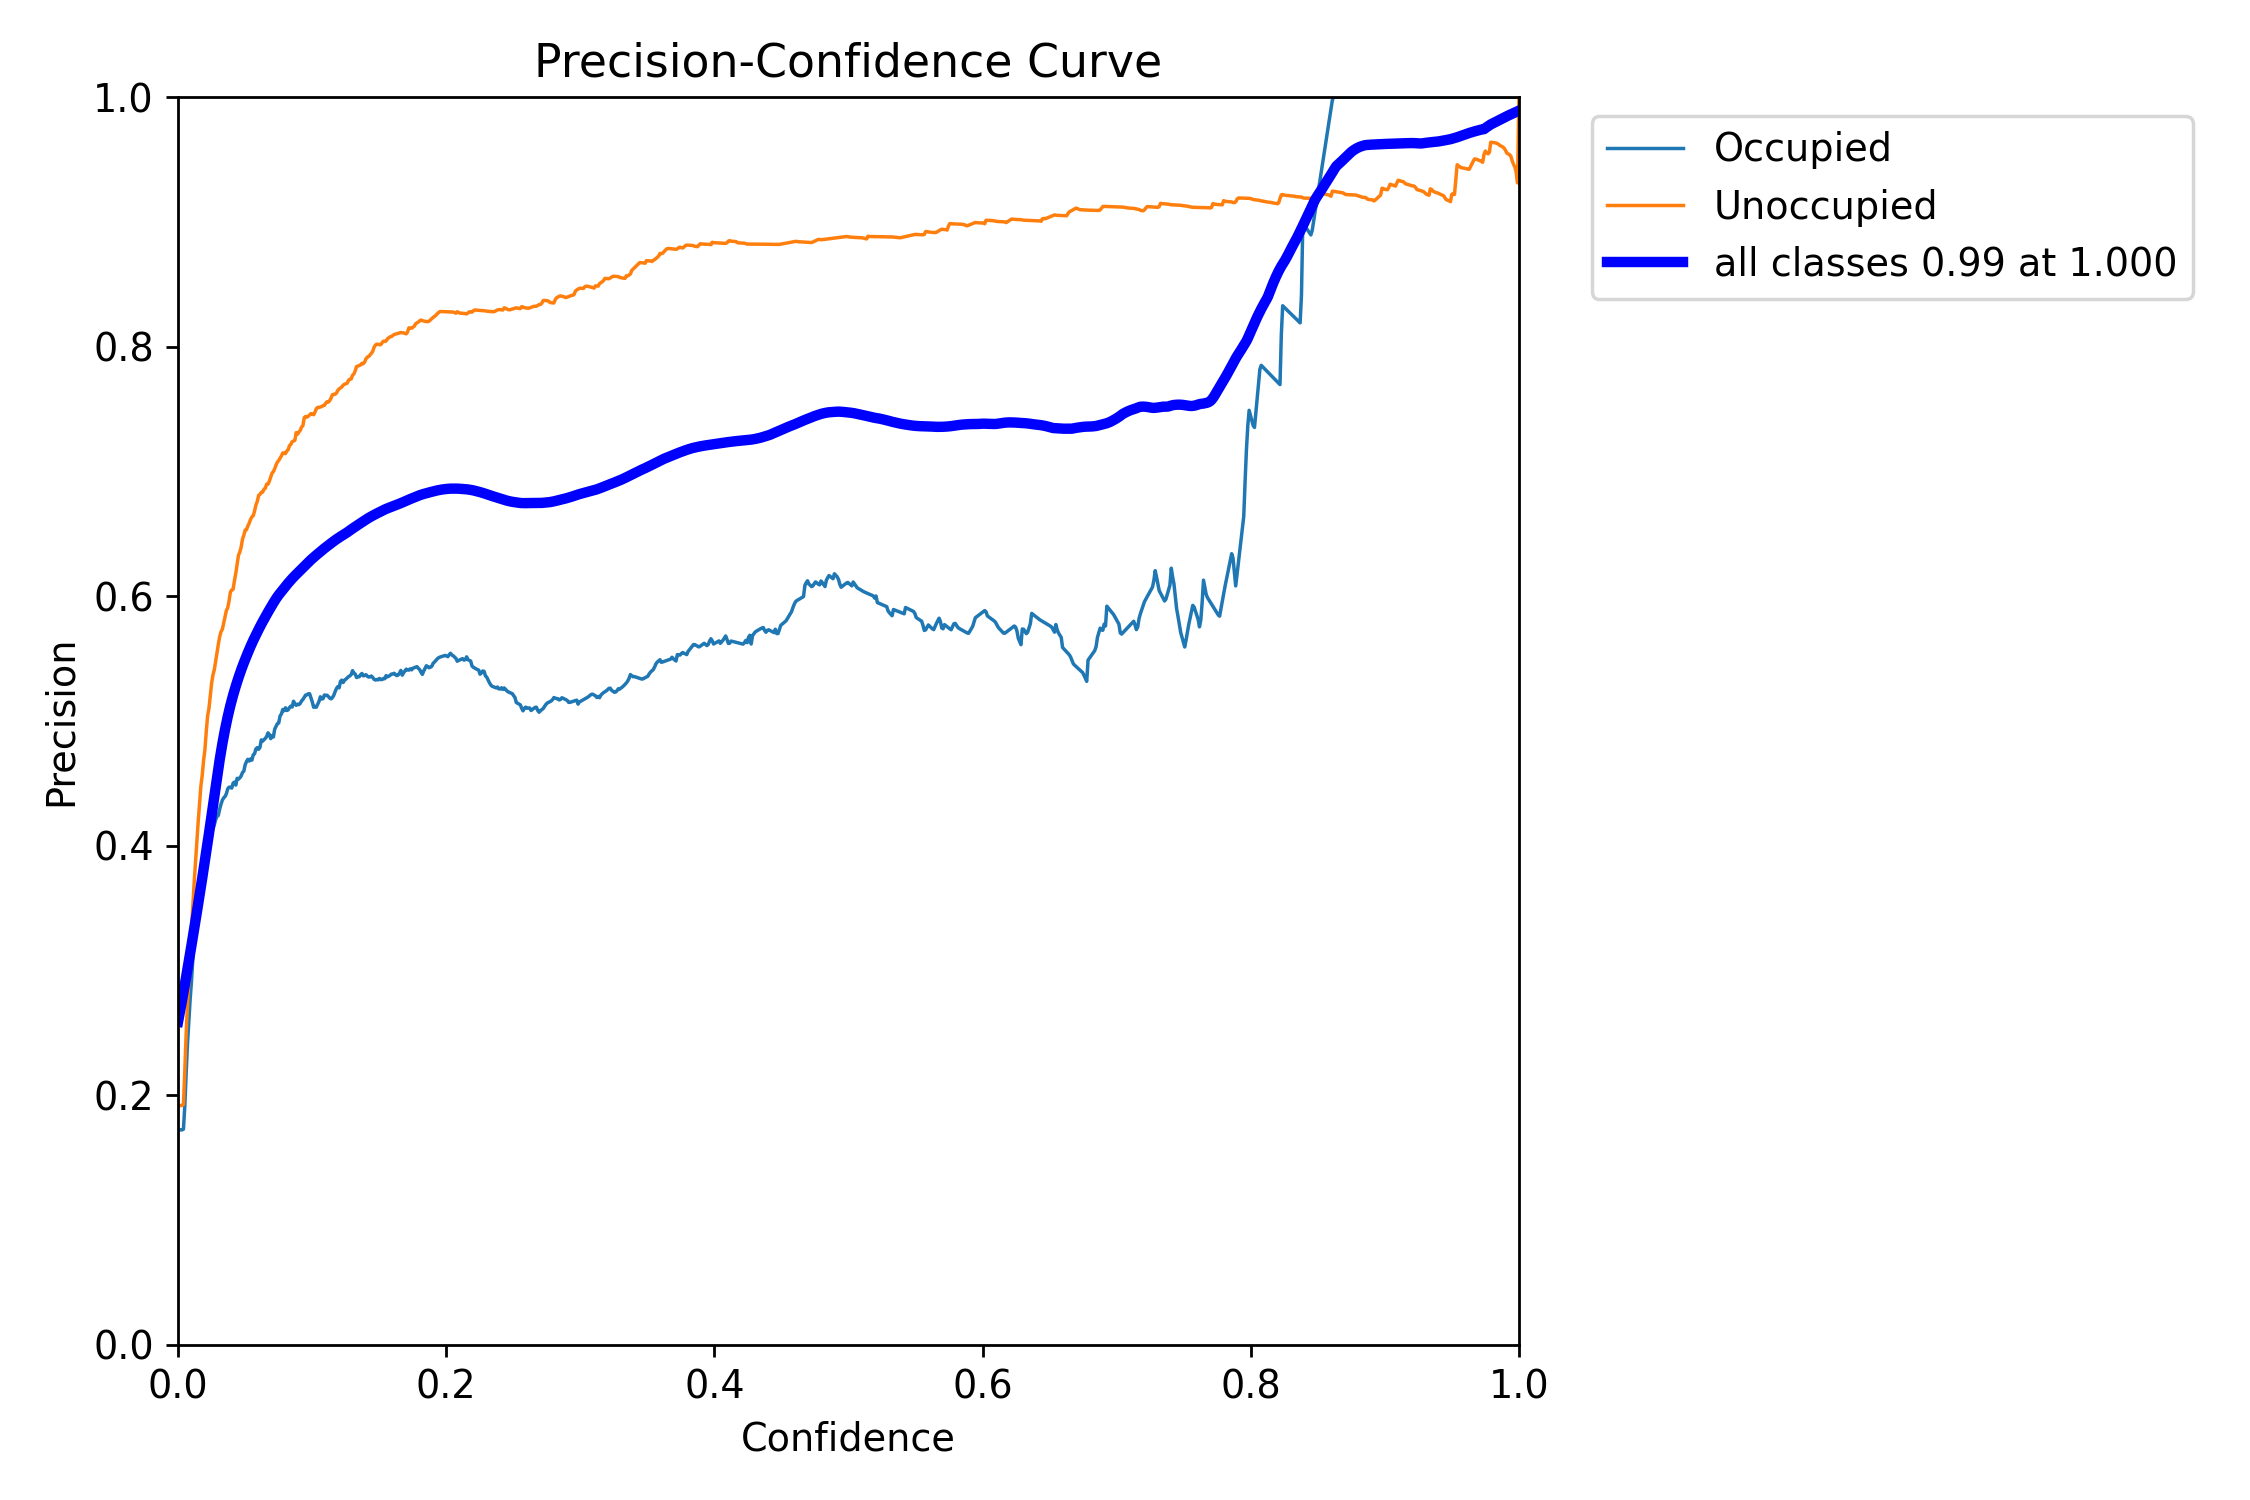 Precision-Confidence Curve
1.0
0.8
0.6
0.4
0.2
0.0
Precision
0.0 0.2 0.4 0.6 0.8 1.0
Confidence
Occupied
Unoccupied
all classes 0.99 at 1.000